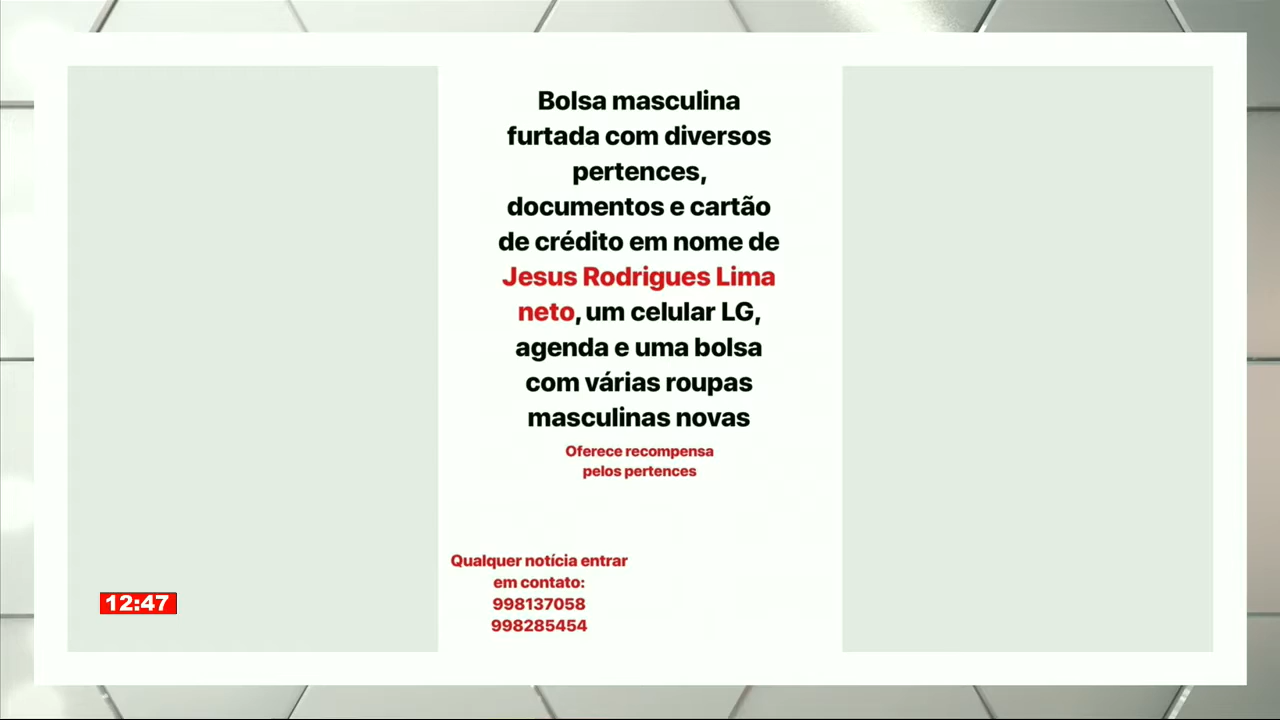 Bolsa masculina
furtada com diversos
pertences,
documentos e cartão
de crédito em nome de
Jesus Rodrigues Lima
neto, um celular LG,
agenda e uma bolsa
com várias roupas
masculinas novas
Oferece recompensa
pelos pertences
Qualquer notícia entrar
em contato:
998137058
998285454
12:47